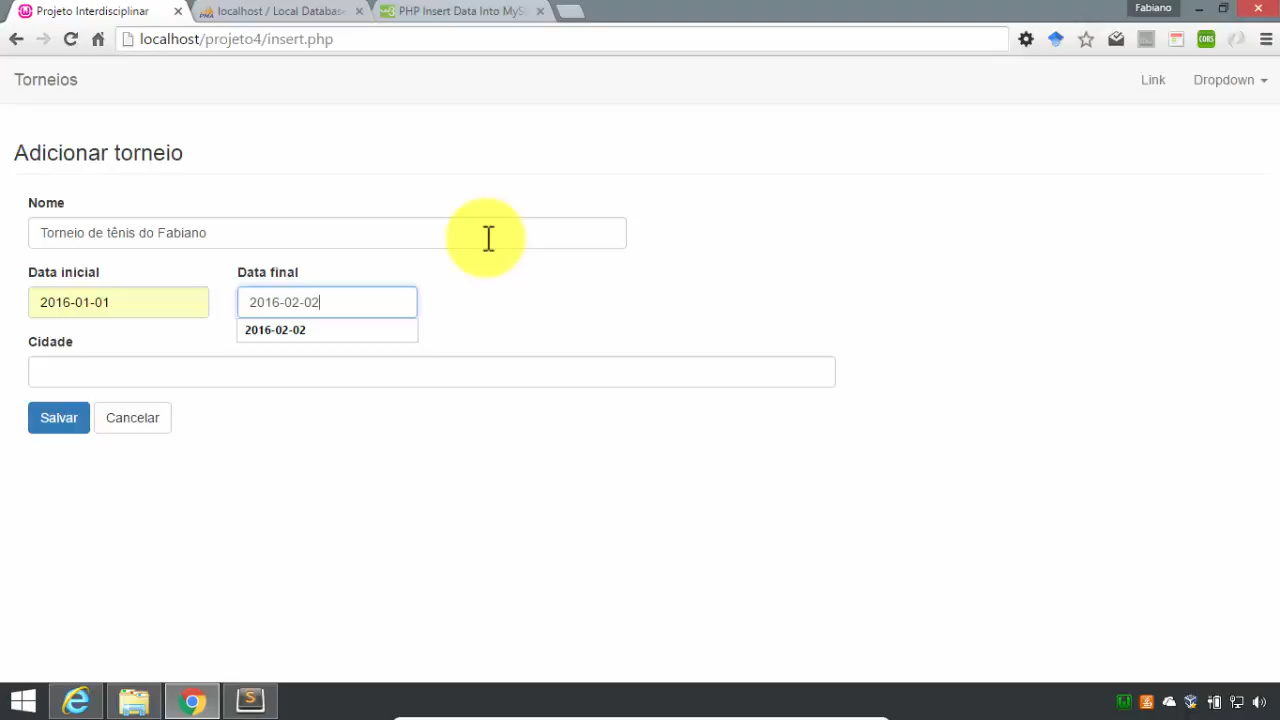 Projeto Interdisciplinar
localhost / Local Databas
PHP Insert Data Into MyS
Fabiano
localhost/projeto4/insert.php
CORS
Torneios
Link
Dropdown
Adicionar torneio
Nome
Torneio de tênis do Fabiano
Data inicial
Data final
2016-01-01
2016-02-02
2016-02-02
Cidade
Salvar
Cancelar